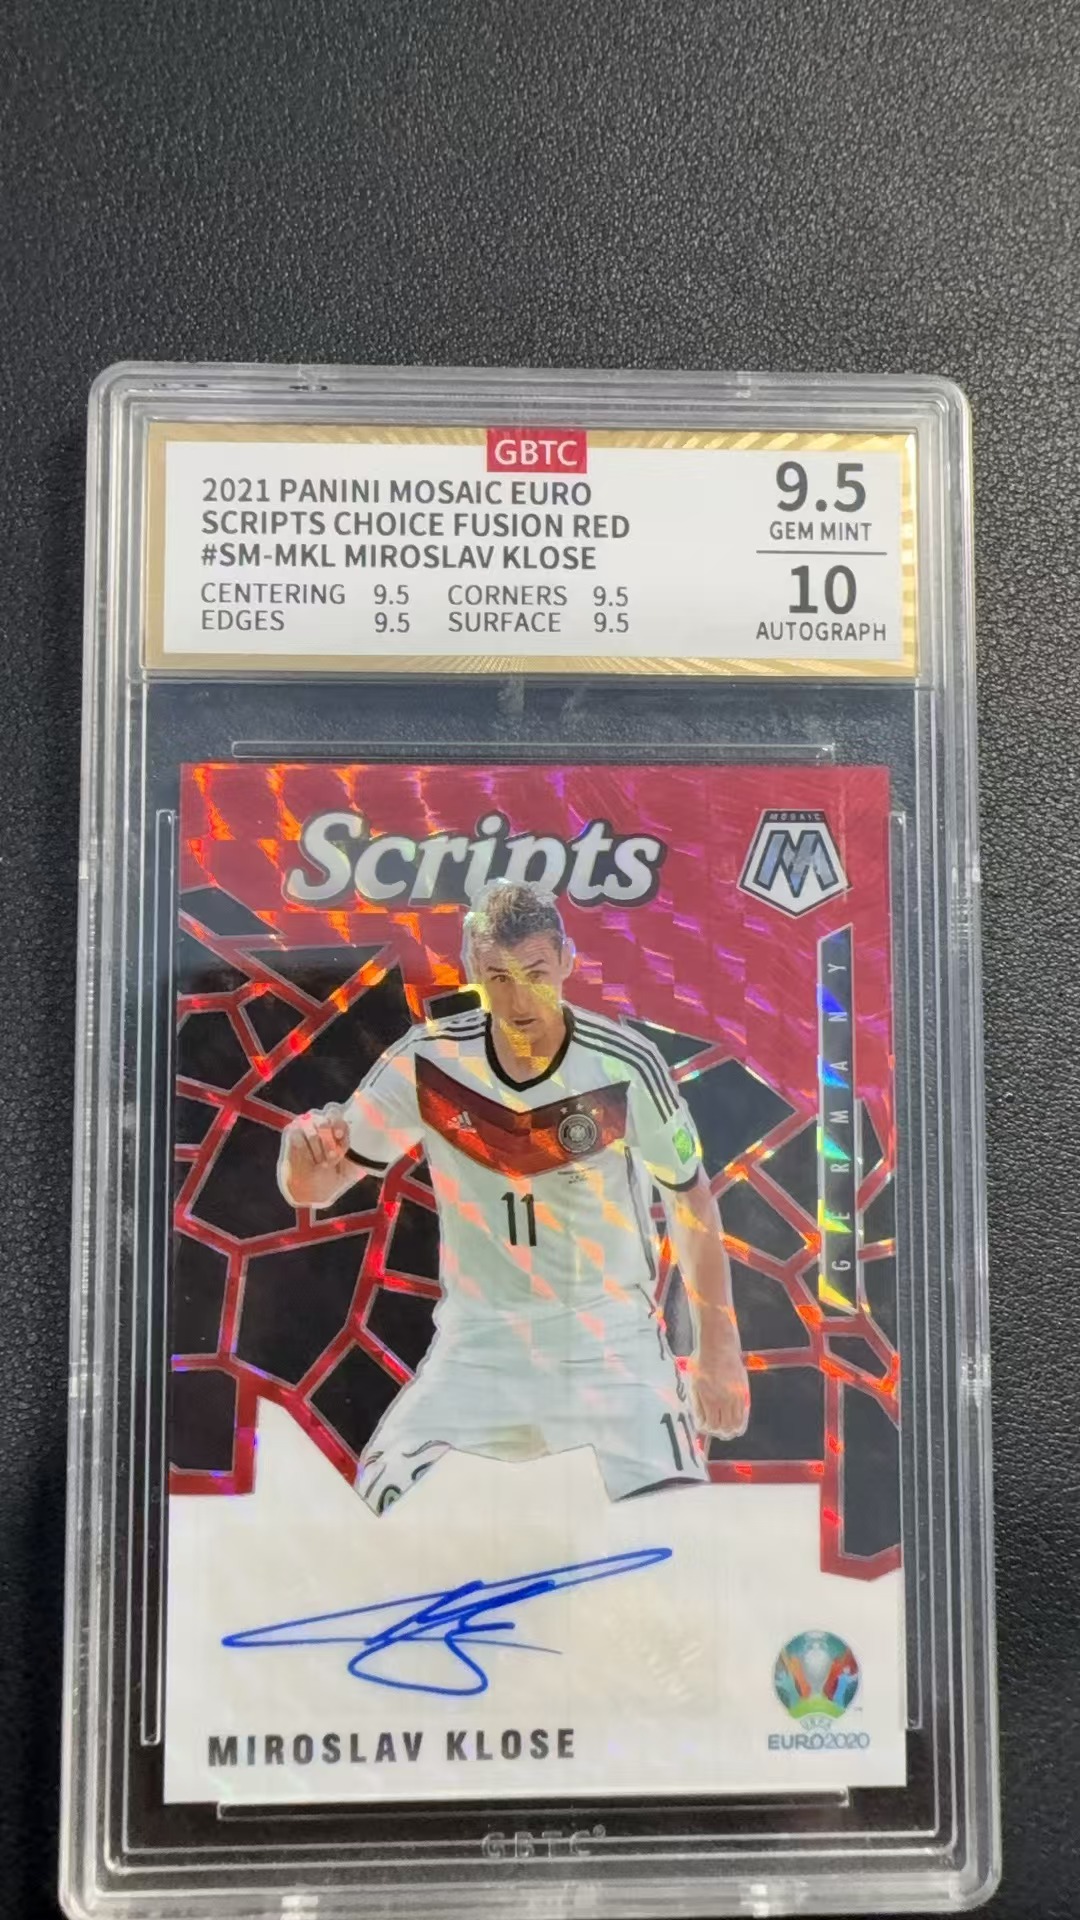 GBTC
2021 PANINI MOSAIC EURO
SCRIPTS CHOICE FUSION RED
#SM-MKL MIROSLAV KLOSE
CENTERING 9.5 CORNERS 9.5
EDGES 9.5 SURFACE 9.5
9.5
GEM MINT
10
AUTOGRAPH
Scripts
MOSAIC
M
GERMANY
adidas
11
11
MIROSLAV KLOSE
UEFA
EURO2020
GBTC®